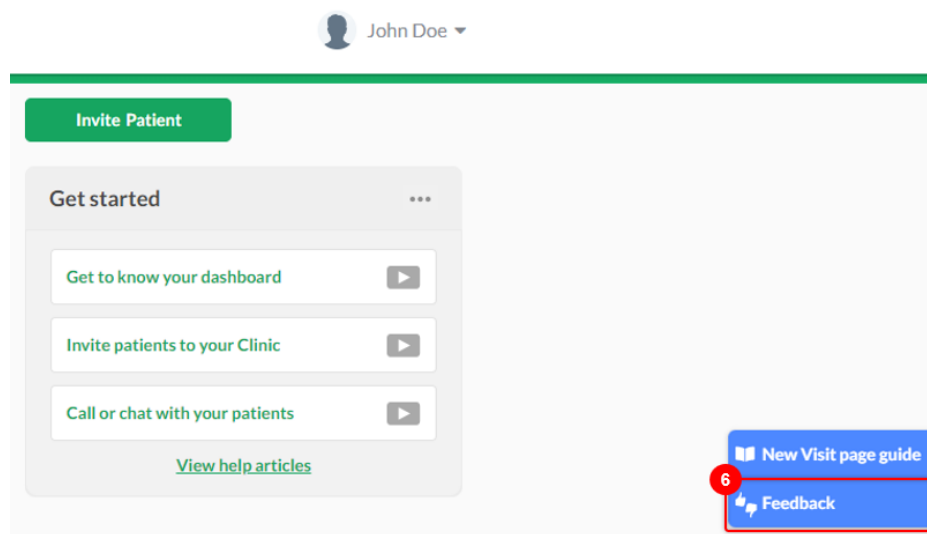 John Doe
Invite Patient
Get started
Get to know your dashboard
Invite patients to your Clinic
Call or chat with your patients
View help articles
New Visit page guide
6
Feedback